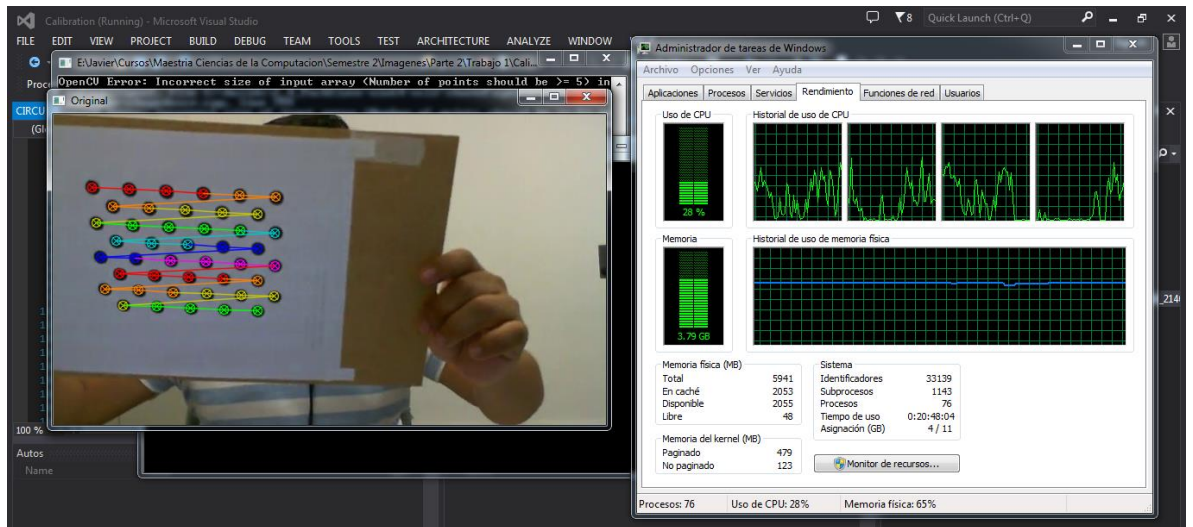 Calibration (Running) - Microsoft Visual Studio
8
Quick Launch (Ctrl+Q)
FILE EDIT VIEW PROJECT BUILD DEBUG TEAM TOOLS TEST ARCHITECTURE ANALYZE WINDOW
E:\Javier\Cursos\Maestria Ciencias de la Computacion\Semestre 2\Imagenes\Parte 2\Trabajo 1\Cali...
Proc
OpenCV Error: Incorrect size of input array (Number of points should be >= 5) in
Original
CIRCU
(Gl
100 %
Autos
Name
_214
Administrador de tareas de Windows
Archivo Opciones Ver Ayuda
Aplicaciones Procesos Servicios Rendimiento Funciones de red Usuarios
Uso de CPU
Historial de uso de CPU
28 %
Memoria
Historial de uso de memoria física
3.79 GB
Memoria física (MB)
Total 5941
En caché 2053
Disponible 2055
Libre 48
Memoria del kernel (MB)
Paginado 479
No paginado 123
Sistema
Identificadores 33139
Subprocesos 1143
Procesos 76
Tiempo de uso 0:20:48:04
Asignación (GB) 4 / 11
Monitor de recursos...
Procesos: 76 Uso de CPU: 28% Memoria física: 65%